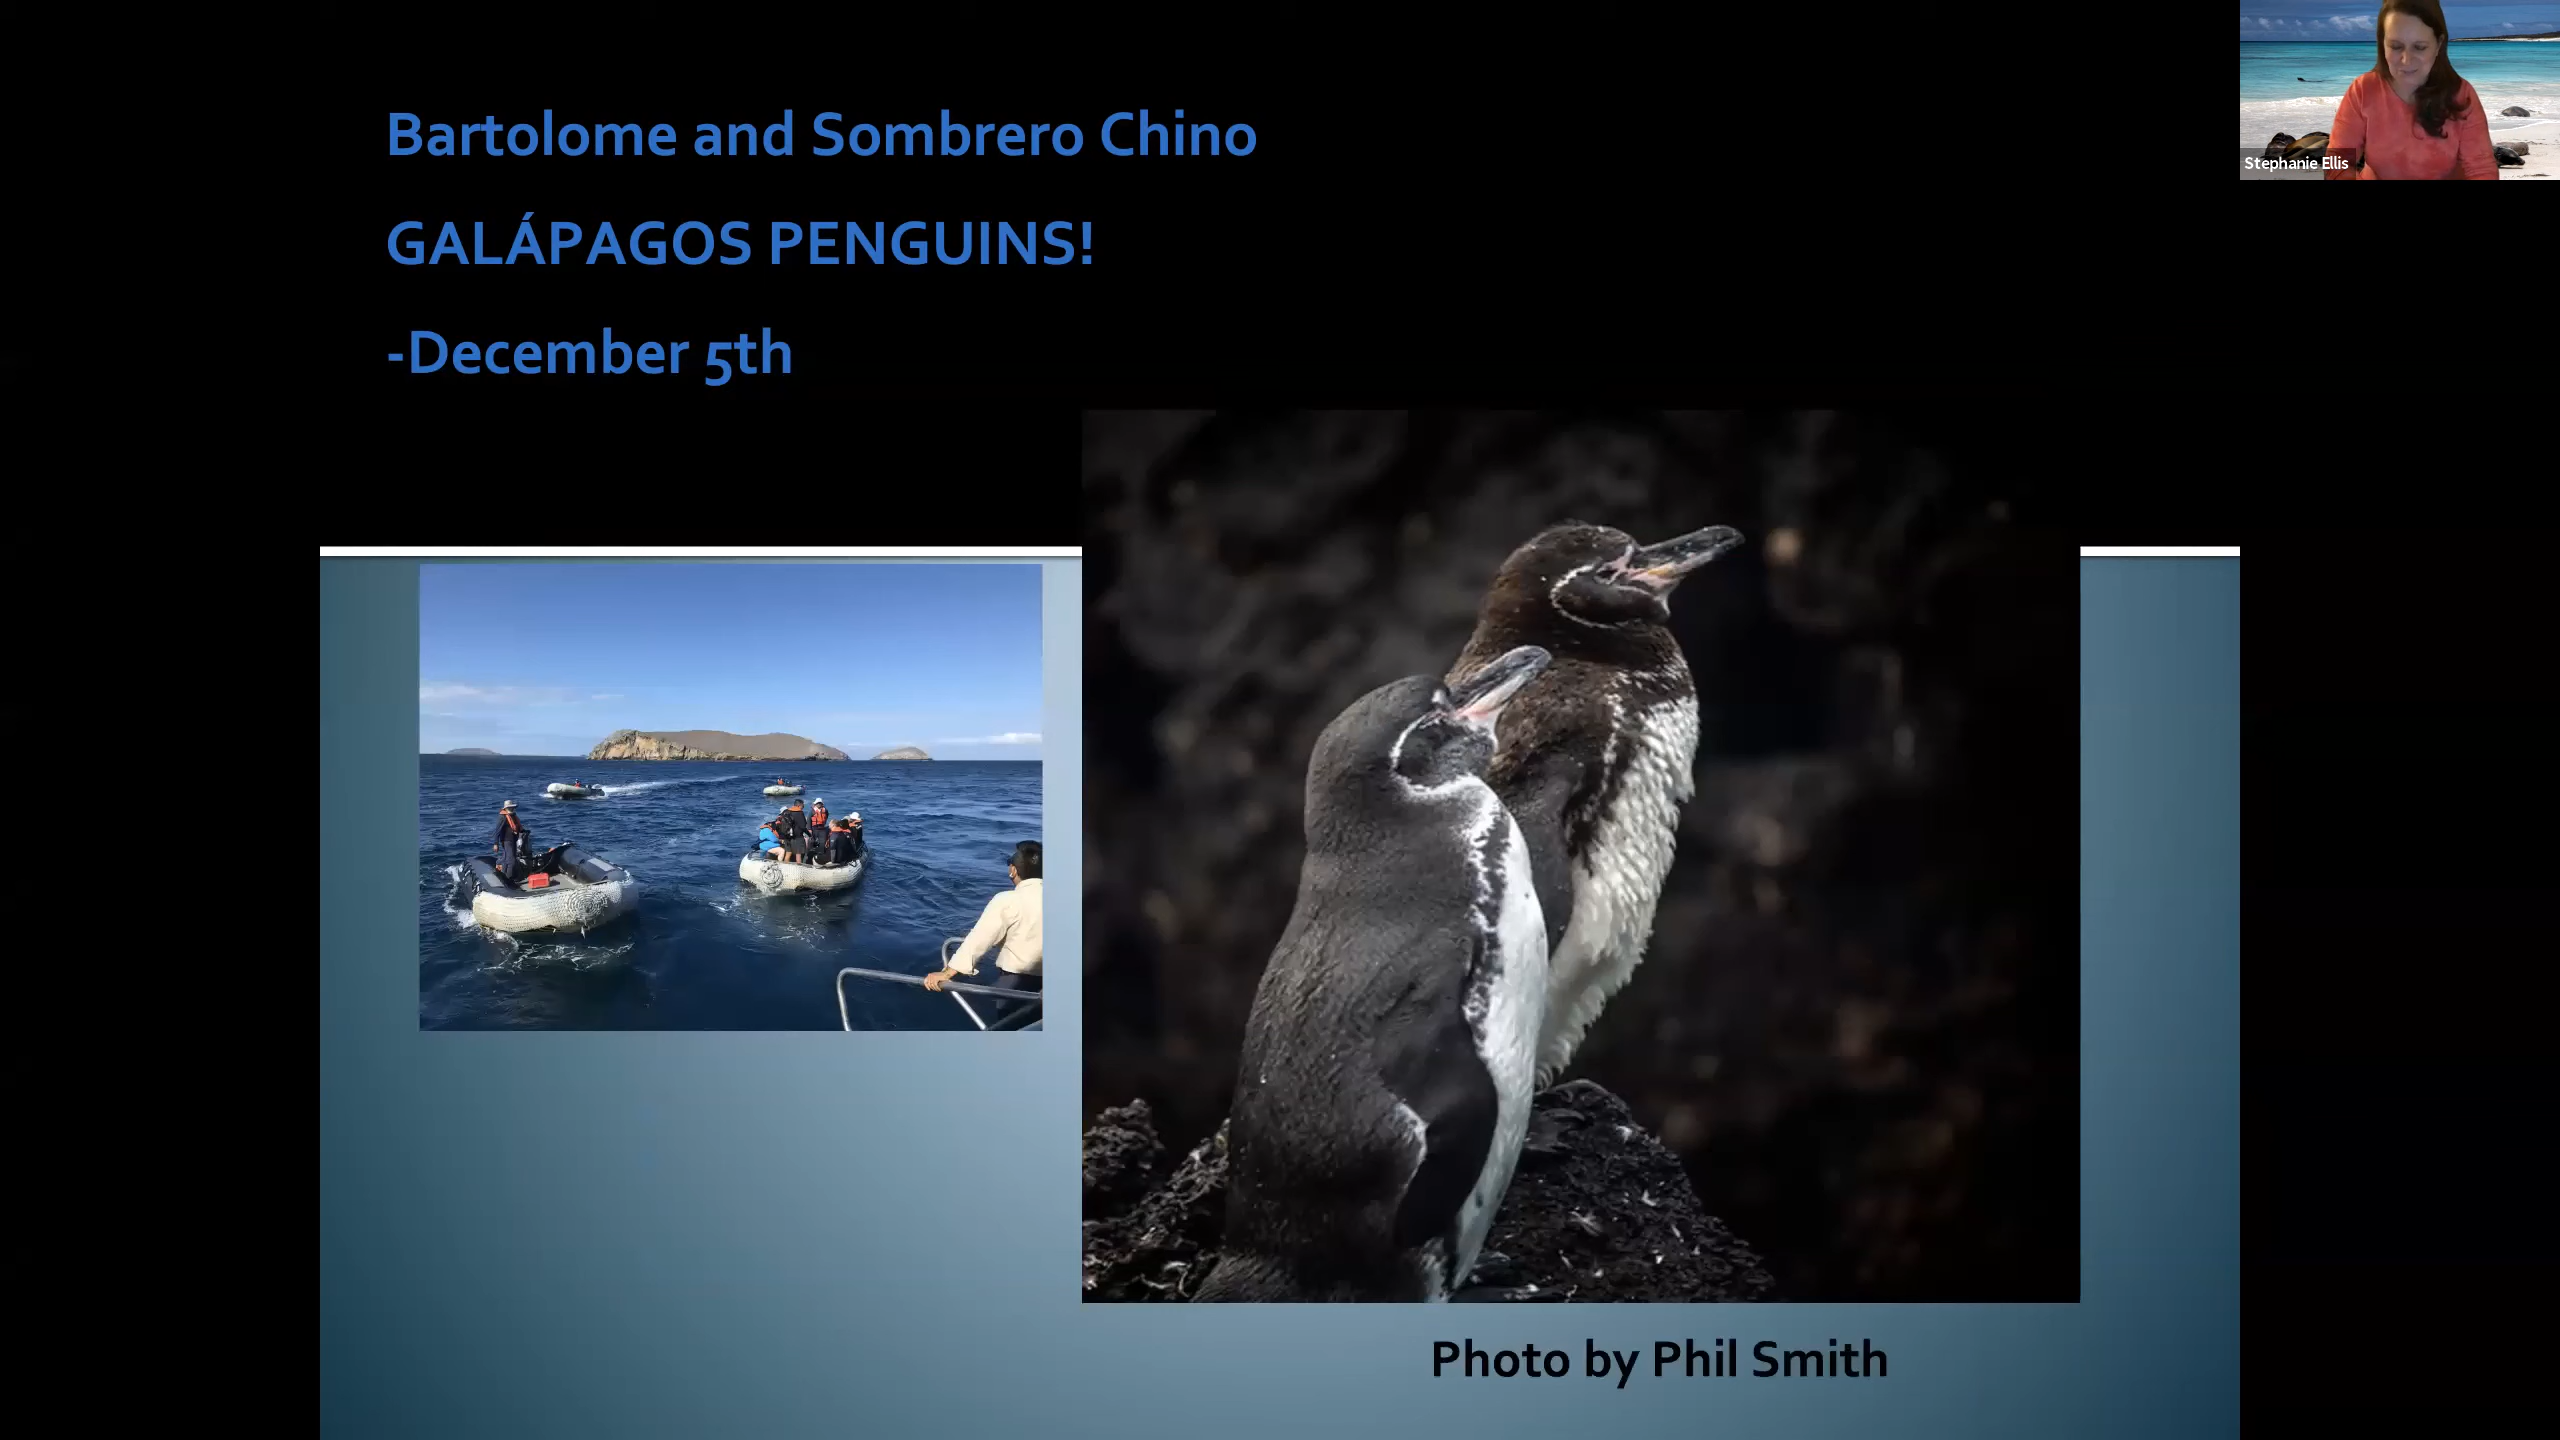 Bartolome and Sombrero Chino
GALÁPAGOS PENGUINS!
-December 5th
Stephanie Ellis
Photo by Phil Smith